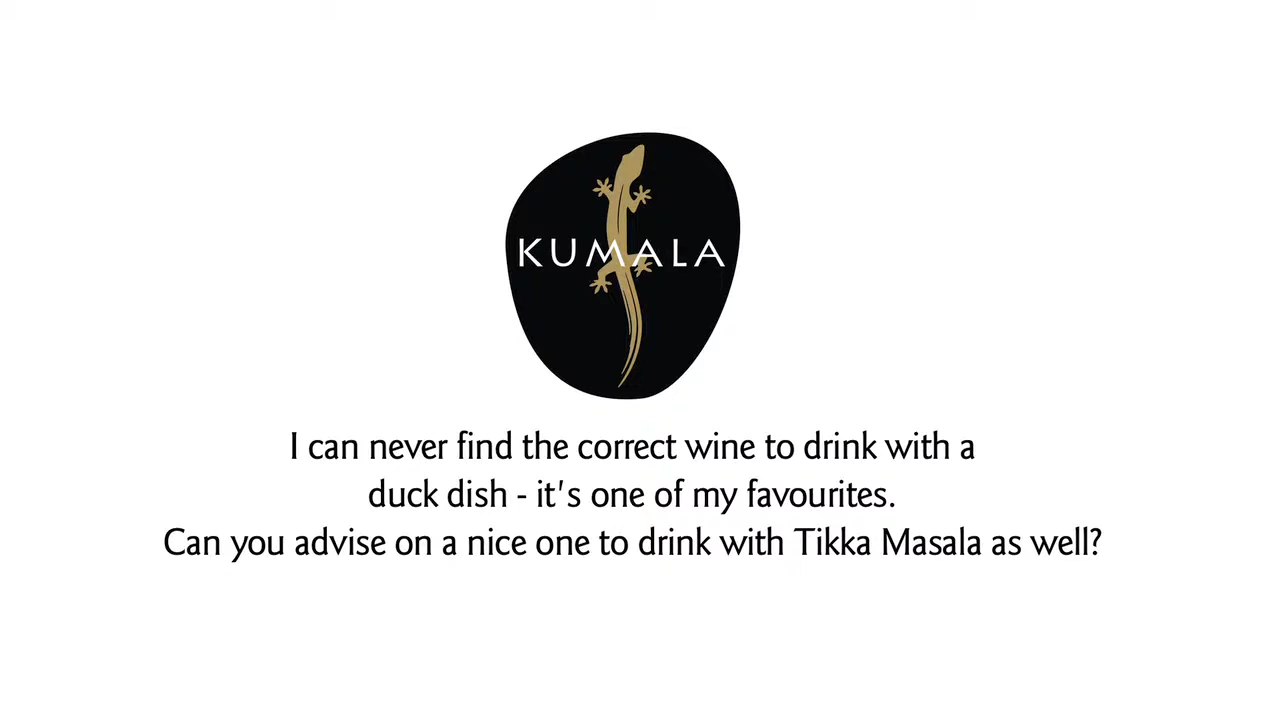 KUMALA
I can never find the correct wine to drink with a
duck dish - it's one of my favourites.
Can you advise on a nice one to drink with Tikka Masala as well?